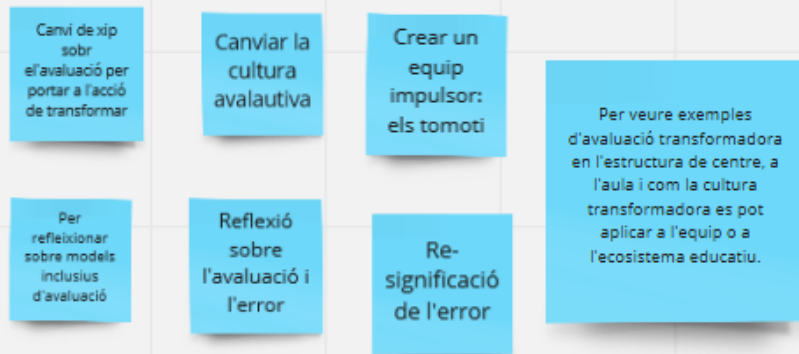 Canvi de xip
sobr
el'avaluació per
portar a l'acció
de transformar
Canviar la
cultura
avalautiva
Crear un
equip
impulsor:
els tomoti
Per veure exemples
d'avaluació transformadora
en l'estructura de centre, a
l'aula i com la cultura
transformadora es pot
aplicar a l'equip o a
l'ecosistema educatiu.
Per
refleixionar
sobre models
inclusius
d'avaluació
Reflexió
sobre
l'avaluació i
l'error
Re-
significació
de l'error